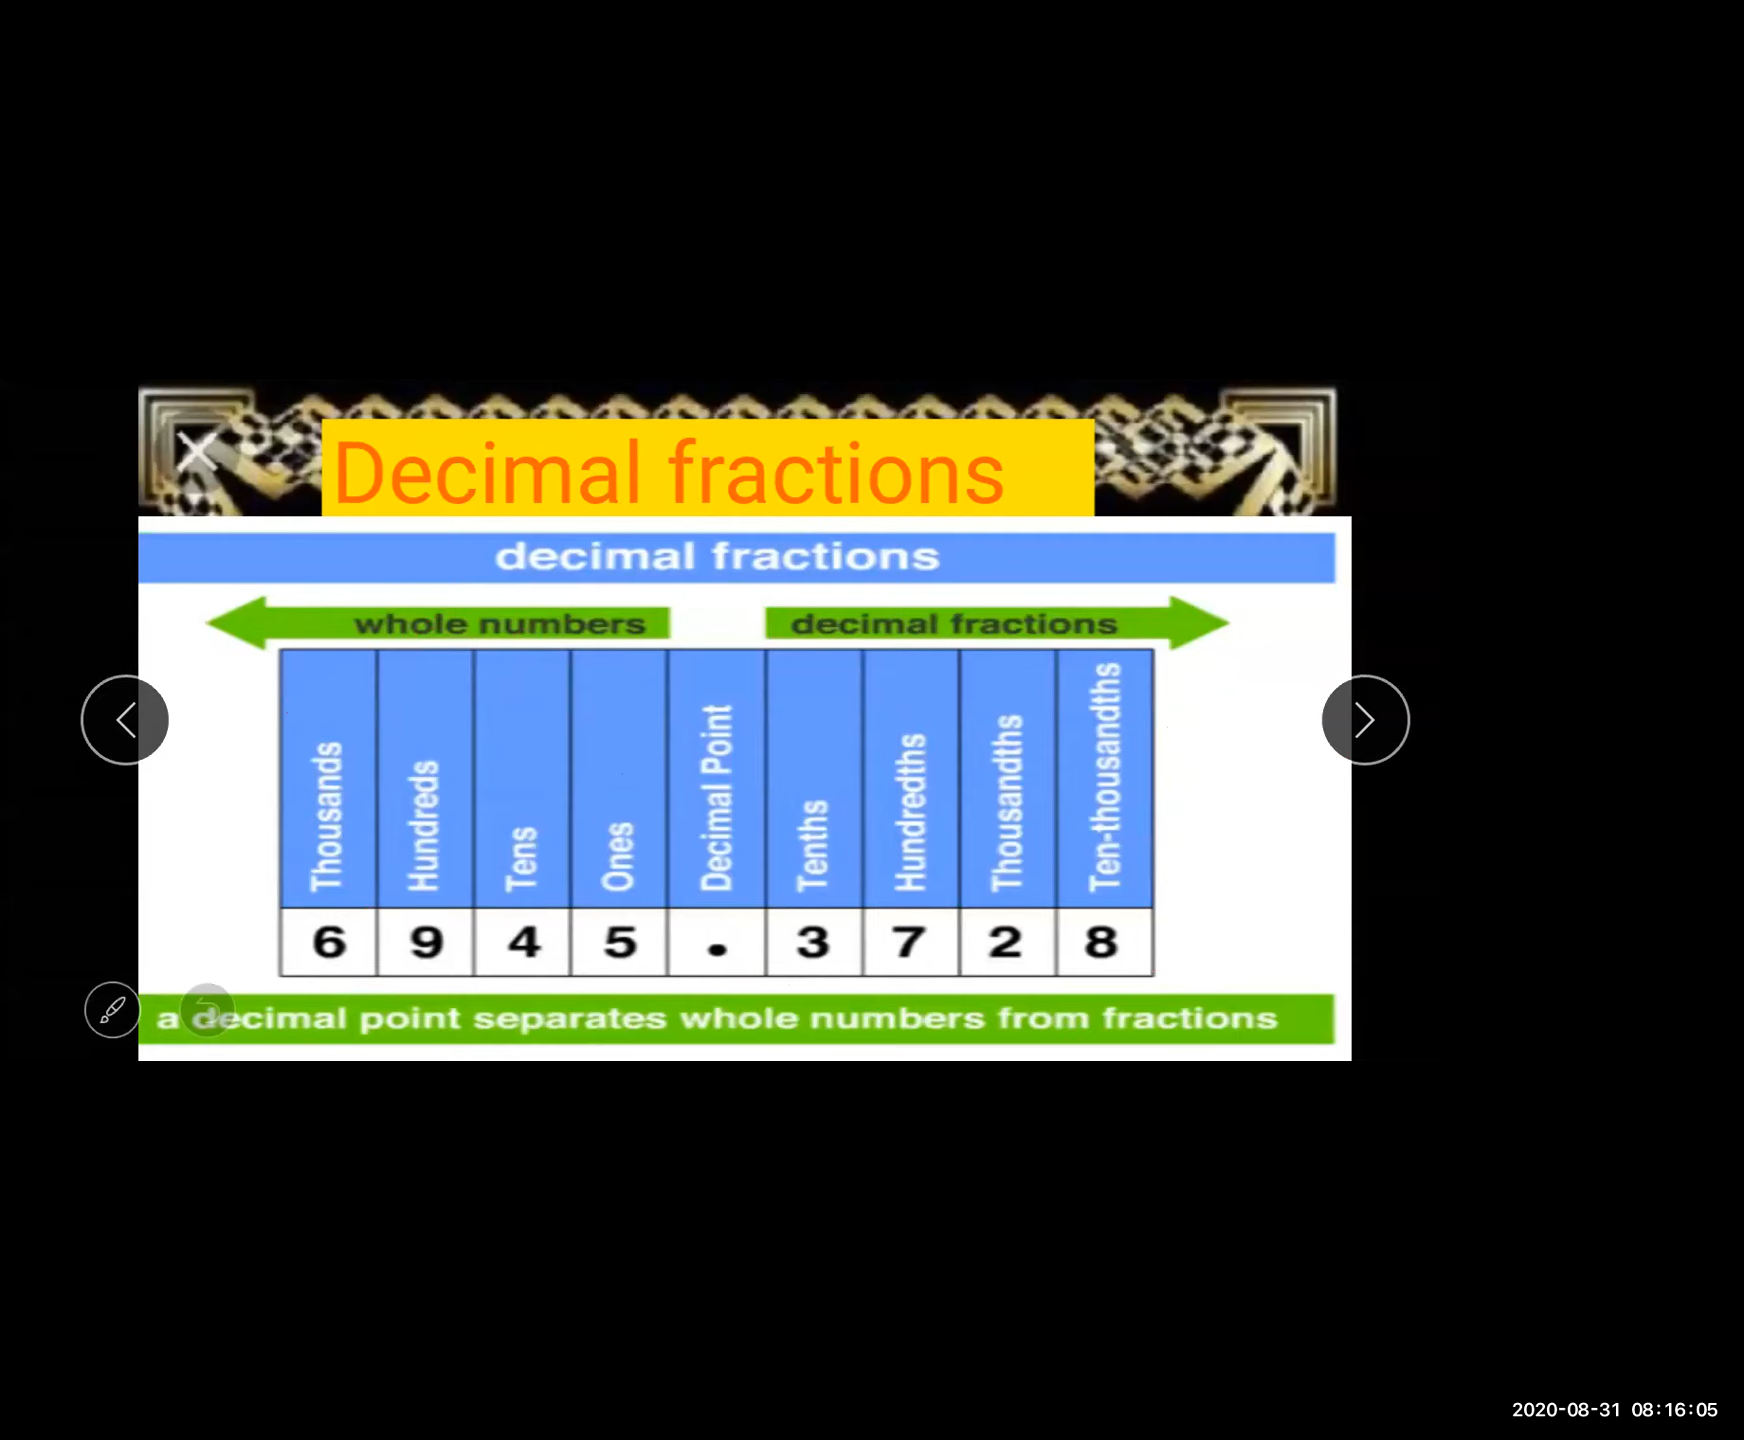 Decimal fractions
decimal fractions
whole numbers decimal fractions
Thousands Hundreds Tens Ones Decimal Point Tenths Hundredths Thousandths Ten-thousandths
6 9 4 5 . 3 7 2 8
a decimal point separates whole numbers from fractions
2020-08-31 08:16:05